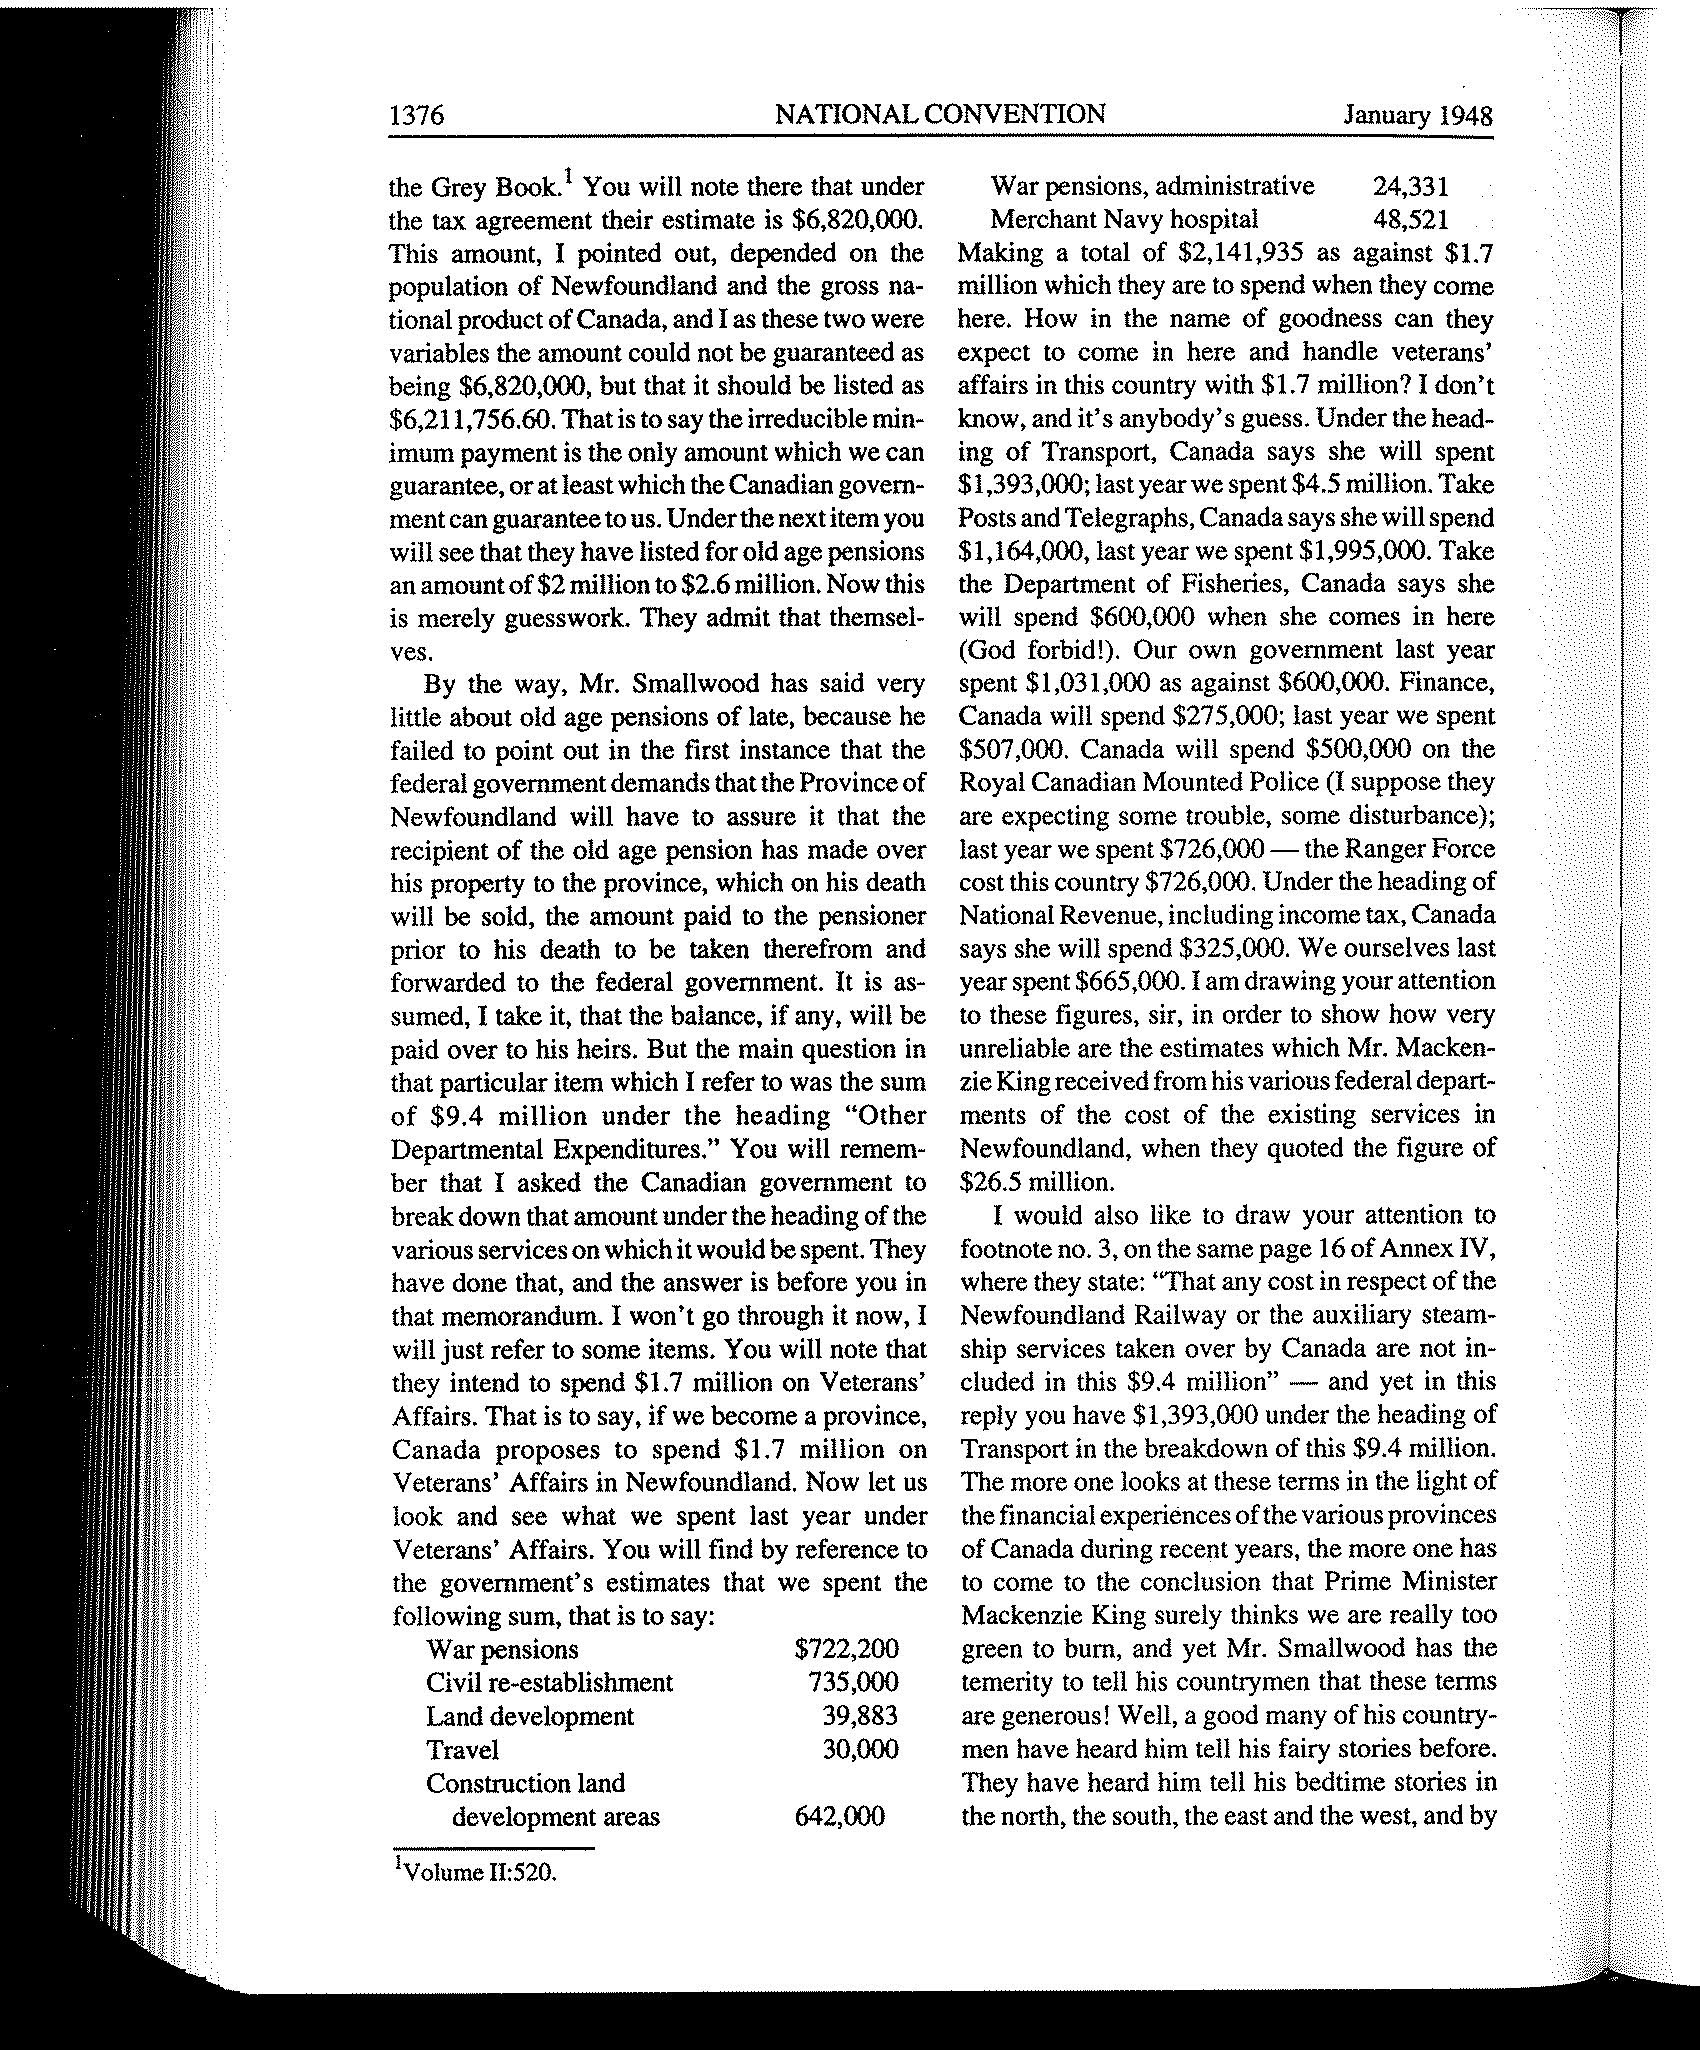 1376 NATIONAL CONVENTION January 1948
the Grey Book.1 You will note there that under
the tax agreement their estimate is $6,820,000.
This amount, I pointed out, depended on the
population of Newfoundland and the gross na-
tional product of Canada, and I as these two were
variables the amount could not be guaranteed as
being $6,820,000, but that it should be listed as
$6,211,756.60. That is to say the irreducible min-
imum payment is the only amount which we can
guarantee, or at least which the Canadian govern-
ment can guarantee to us. Under the next item you
will see that they have listed for old age pensions
an amount of $2 million to $2.6 million. Now this
is merely guesswork. They admit that themsel-
ves.
By the way, Mr. Smallwood has said very
little about old age pensions of late, because he
failed to point out in the first instance that the
federal government demands that the Province of
Newfoundland will have to assure it that the
recipient of the old age pension has made over
his property to the province, which on his death
will be sold, the amount paid to the pensioner
prior to his death to be taken therefrom and
forwarded to the federal government. It is as-
sumed, I take it, that the balance, if any, will be
paid over to his heirs. But the main question in
that particular item which I refer to was the sum
of $9.4 million under the heading “Other
Departmental Expenditures.” You will remem-
ber that I asked the Canadian government to
break down that amount under the heading of the
various services on which it would be spent. They
have done that, and the answer is before you in
that memorandum. I won’t go through it now, I
will just refer to some items. You will note that
they intend to spend $1.7 million on Veterans’
Affairs. That is to say, if we become a province,
Canada proposes to spend $1.7 million on
Veterans’ Affairs in Newfoundland. Now let us
look and see what we spent last year under
Veterans’ Affairs. You will find by reference to
the government’s estimates that we spent the
following sum, that is to say:
War pensions $722,200
Civil re-establishment 735,000
Land development 39,883
Travel 30,000
Construction land
development areas 642,000
1Volume II:520.
War pensions, administrative 24,331
Merchant Navy hospital 48,521
Making a total of $2,141,935 as against $1.7
million which they are to spend when they come
here. How in the name of goodness can they
expect to come in here and handle veterans’
affairs in this country with $1.7 million? I don’t
know, and it’s anybody’s guess. Under the head-
ing of Transport, Canada says she will spent
$1,393,000; last year we spent $4.5 million. Take
Posts and Telegraphs, Canada says she will spend
$1,164,000, last year we spent $1,995,000. Take
the Department of Fisheries, Canada says she
will spend $600,000 when she comes in here
(God forbid!). Our own government last year
spent $1,031,000 as against $600,000. Finance,
Canada will spend $275,000; last year we spent
$507,000. Canada will spend $500,000 on the
Royal Canadian Mounted Police (I suppose they
are expecting some trouble, some disturbance);
last year we spent $726,000 — the Ranger Force
cost this country $726,000. Under the heading of
National Revenue, including income tax, Canada
says she will spend $325,000. We ourselves last
year spent $665,000. I am drawing your attention
to these figures, sir, in order to show how very
unreliable are the estimates which Mr. Macken-
zie King received from his various federal depart-
ments of the cost of the existing services in
Newfoundland, when they quoted the figure of
$26.5 million.
I would also like to draw your attention to
footnote no. 3, on the same page 16 of Annex IV,
where they state: “That any cost in respect of the
Newfoundland Railway or the auxiliary steam-
ship services taken over by Canada are not in-
cluded in this $9.4 million” — and yet in this
reply you have $1,393,000 under the heading of
Transport in the breakdown of this $9.4 million.
The more one looks at these terms in the light of
the financial experiences of the various provinces
of Canada during recent years, the more one has
to come to the conclusion that Prime Minister
Mackenzie King surely thinks we are really too
green to burn, and yet Mr. Smallwood has the
temerity to tell his countrymen that these terms
are generous! Well, a good many of his country-
men have heard him tell his fairy stories before.
They have heard him tell his bedtime stories in
the north, the south, the east and the west, and by